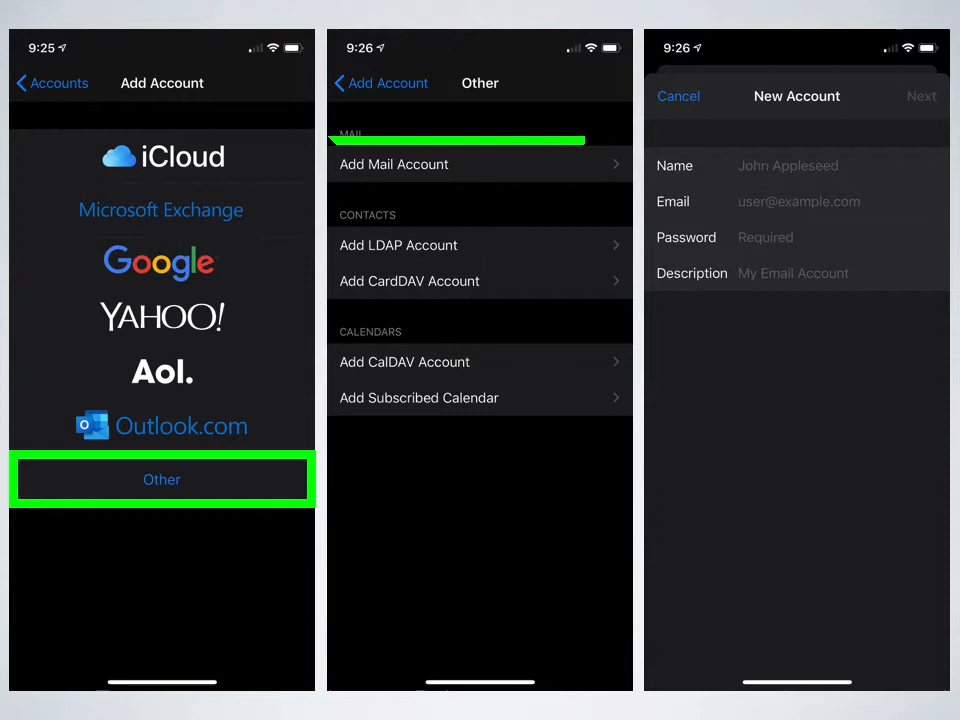 9:25
Accounts
Add Account
iCloud
Microsoft Exchange
Google
YAHOO!
Aol.
Outlook.com
Other
9:26
Add Account
Other
MAIL
Add Mail Account
CONTACTS
Add LDAP Account
Add CardDAV Account
CALENDARS
Add CalDAV Account
Add Subscribed Calendar
9:26
Cancel
New Account
Next
Name
John Appleseed
Email
user@example.com
Password
Required
Description
My Email Account